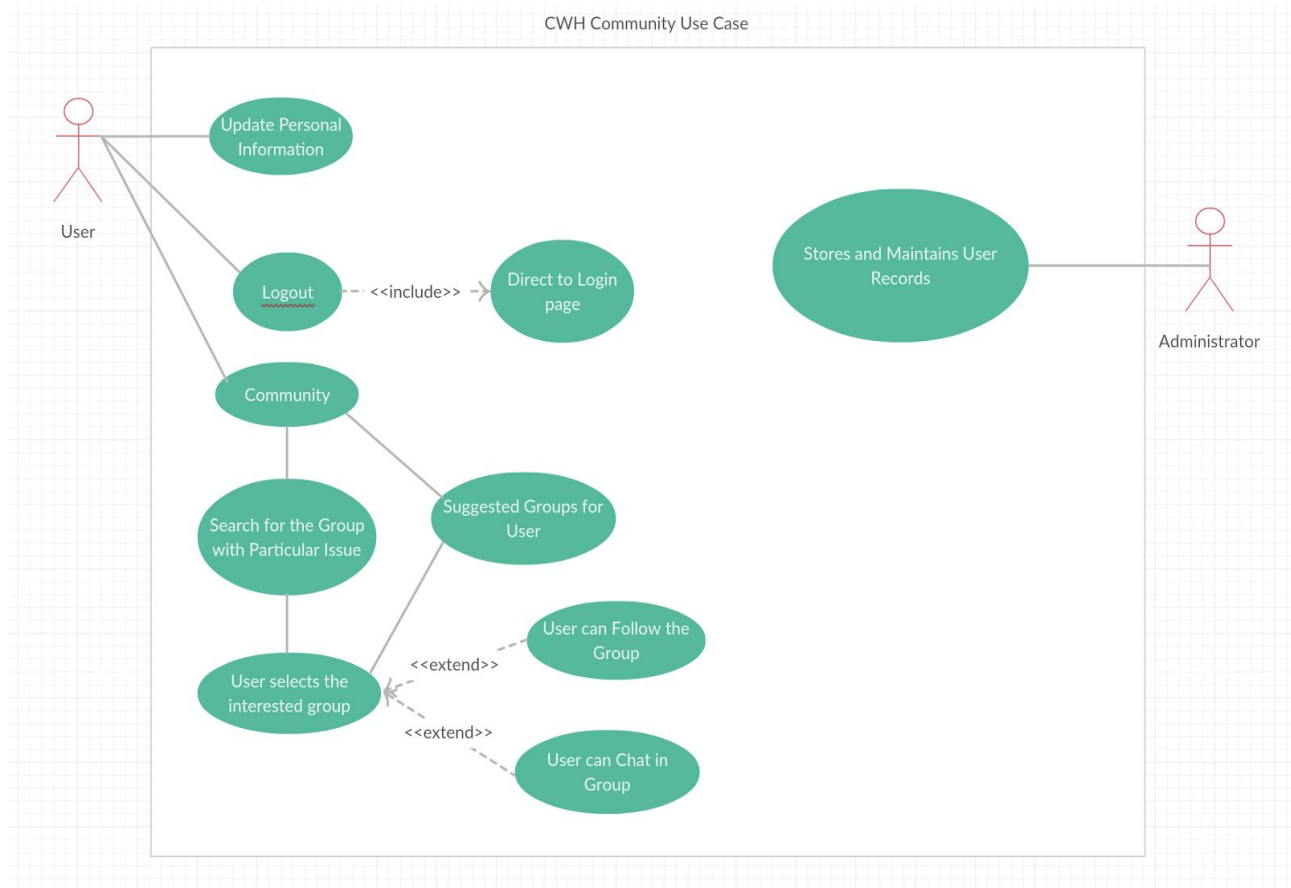 CWH Community Use Case
Update Personal
Information
User
Logout
<<include>>
Direct to Login
page
Stores and Maintains User
Records
Administrator
Community
Search for the Group
with Particular Issue
Suggested Groups for
User
User selects the
interested group
<<extend>>
User can Follow the
Group
<<extend>>
User can Chat in
Group